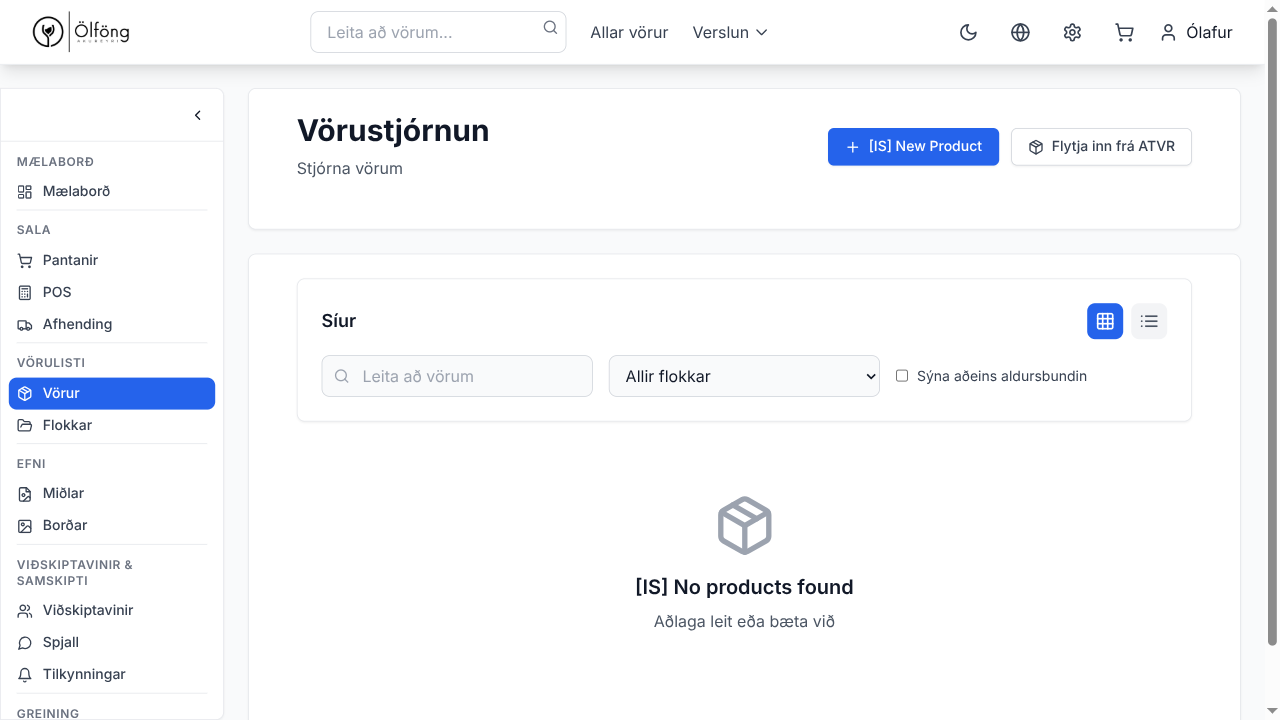 Ölföng
Leita að vörum...
Allar vörur
Verslun
Ólafur
MÆLABORÐ
Mælaborð
SALA
Pantanir
POS
Afhending
VÖRULISTI
Vörur
Flokkar
EFNI
Miðlar
Borðar
VIÐSKIPTAVINIR &
SAMSKIPTI
Viðskiptavinir
Spjall
Tilkynningar
GREINING
Vörustjórnun
Stjórna vörum
[IS] New Product
Flytja inn frá ATVR
Síur
Leita að vörum
Allir flokkar
Sýna aðeins aldursbundin
[IS] No products found
Aðlaga leit eða bæta við